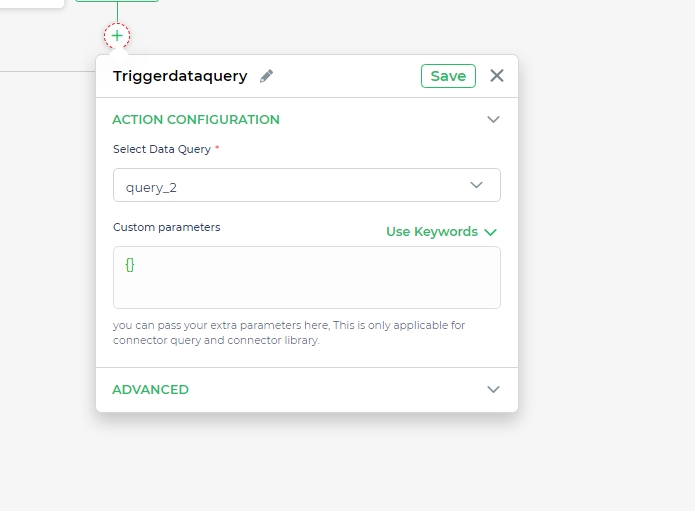 Triggerdataquery
Save
ACTION CONFIGURATION
Select Data Query *
query_2
Custom parameters
Use Keywords
{}
you can pass your extra parameters here, This is only applicable for
connector query and connector library.
ADVANCED